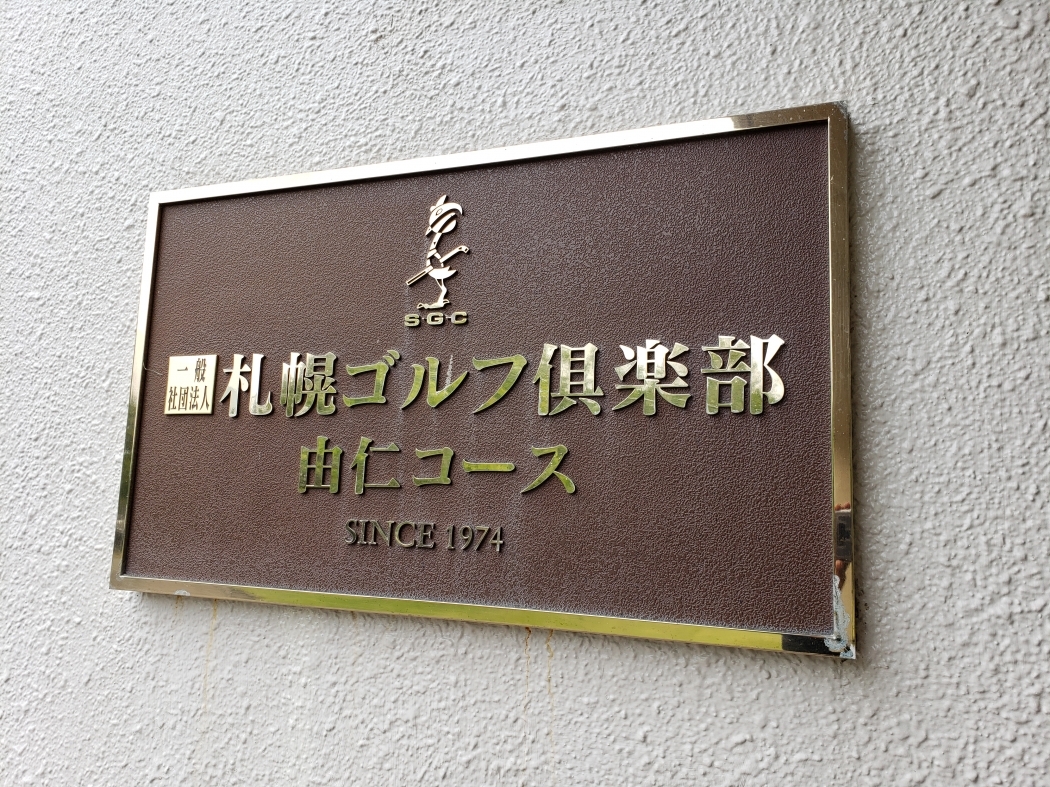 S·G·C
一般
社団法人
札幌ゴルフ倶楽部
由仁コース
SINCE 1974